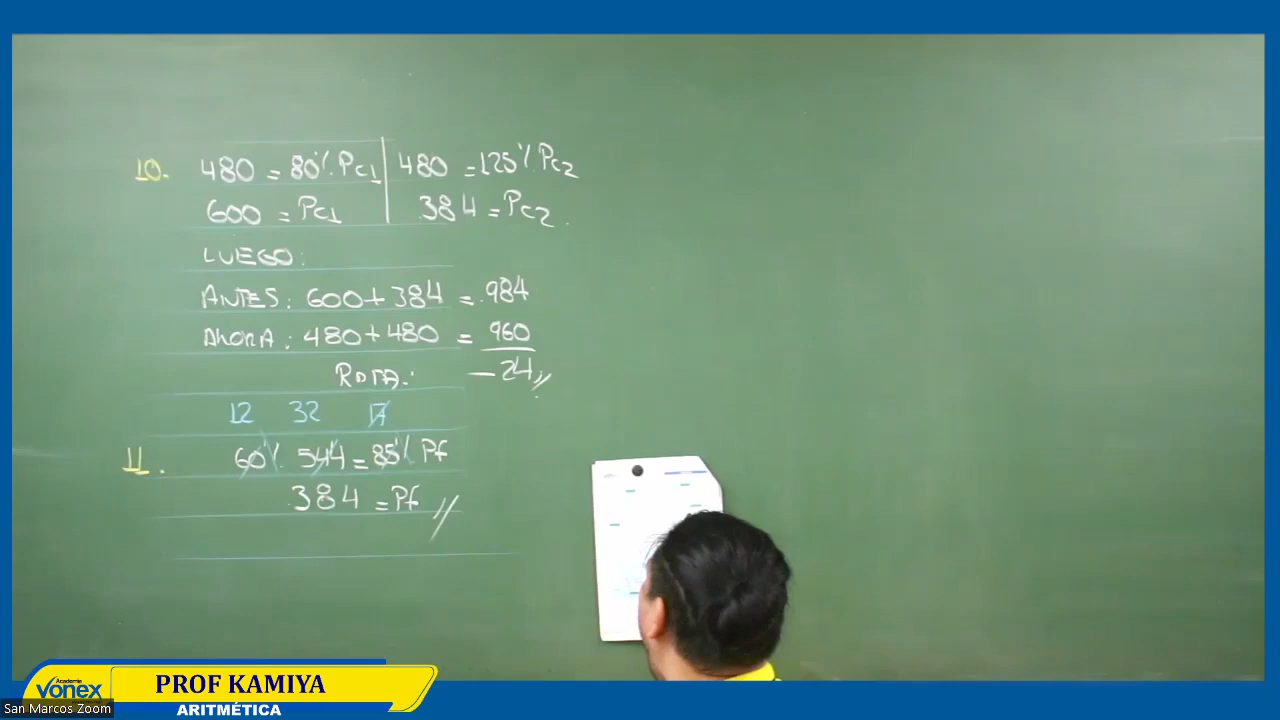 10. 480 = 80% Pc1 | 480 = 125% Pc2
600 = Pc1 | 384 = Pc2
LUEGO:
ANTES: 600 + 384 = 984
AHORA: 480 + 480 = 960
RPTA: - 24
12 32 17
11. 60% 544 = 85% Pf
384 = Pf
Academia
vonex
PROF KAMIYA
ARITMÉTICA
San Marcos Zoom